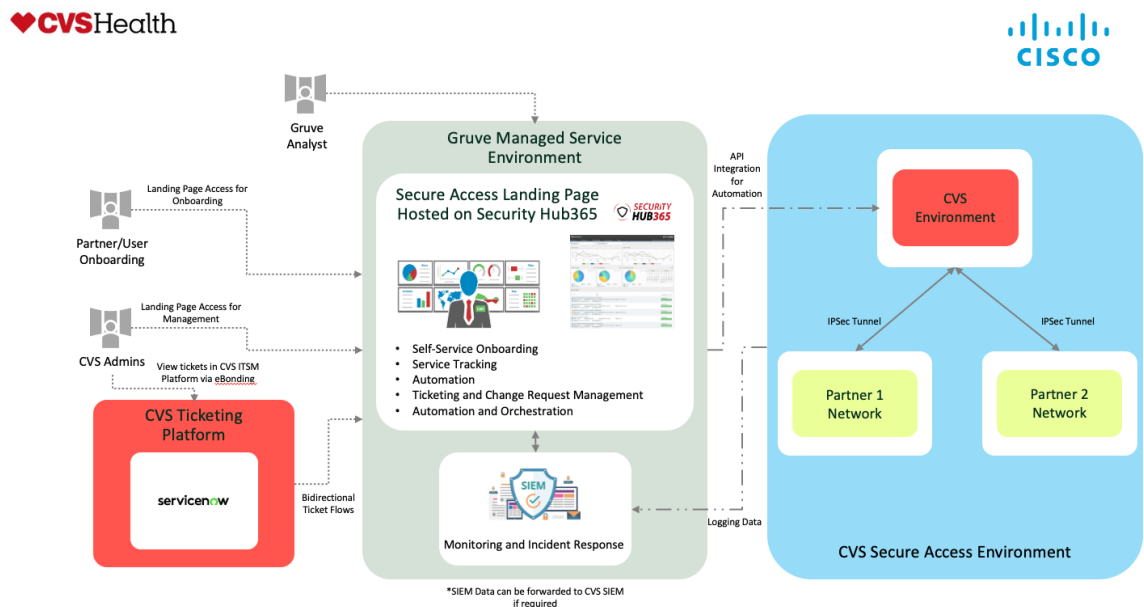 CVSHealth
CISCO
Gruve
Analyst
Gruve Managed Service
Environment
API
Integration
for
Automation
Landing Page Access for
Onboarding
Partner/User
Onboarding
Secure Access Landing Page
Hosted on Security Hub365
SECURITY
HUB365
CVS
Environment
Landing Page Access for
Management
CVS Admins
View tickets in CVS ITSM
Platform via eBonding
IPSec Tunnel
IPSec Tunnel
• Self-Service Onboarding
• Service Tracking
• Automation
• Ticketing and Change Request Management
• Automation and Orchestration
Partner 1
Network
Partner 2
Network
CVS Ticketing
Platform
servicenow
Bidirectional
Ticket Flows
SIEM
Monitoring and Incident Response
Logging Data
CVS Secure Access Environment
*SIEM Data can be forwarded to CVS SIEM
if required